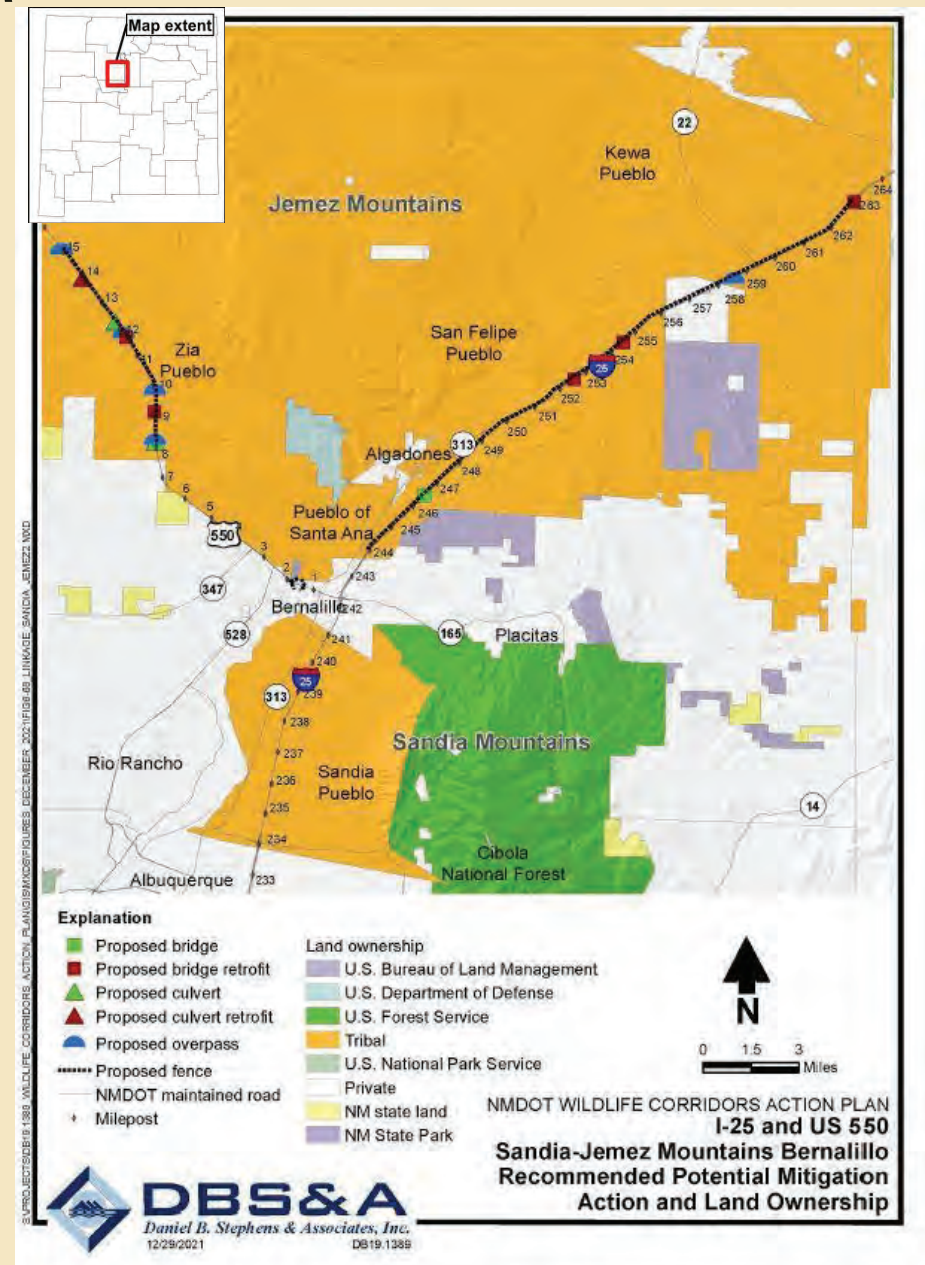 Map extent
22
Kewa
Pueblo
Jemez Mountains
264
263
262
261
260
259
258
257
256
255
254
25
253
252
251
250
249
248
247
246
245
244
243
242
241
240
239
238
237
236
235
234
233
15
14
13
12
11
10
9
8
7
6
5
3
2
1
Zia
Pueblo
San Felipe
Pueblo
Algadones
313
Pueblo of
Santa Ana
550
347
Bernalillo
528
165
Placitas
25
313
Sandia Mountains
Rio Rancho
Sandia
Pueblo
14
Cibola
National Forest
Albuquerque
Explanation
Proposed bridge
Proposed bridge retrofit
Proposed culvert
Proposed culvert retrofit
Proposed overpass
Proposed fence
NMDOT maintained road
Milepost
Land ownership
U.S. Bureau of Land Management
U.S. Department of Defense
U.S. Forest Service
Tribal
U.S. National Park Service
Private
NM state land
NM State Park
N
0 1.5 3
Miles
NMDOT WILDLIFE CORRIDORS ACTION PLAN
I-25 and US 550
Sandia-Jemez Mountains Bernalillo
Recommended Potential Mitigation
Action and Land Ownership
DBS&A
Daniel B. Stephens & Associates, Inc.
12/29/2021 DB19.1389